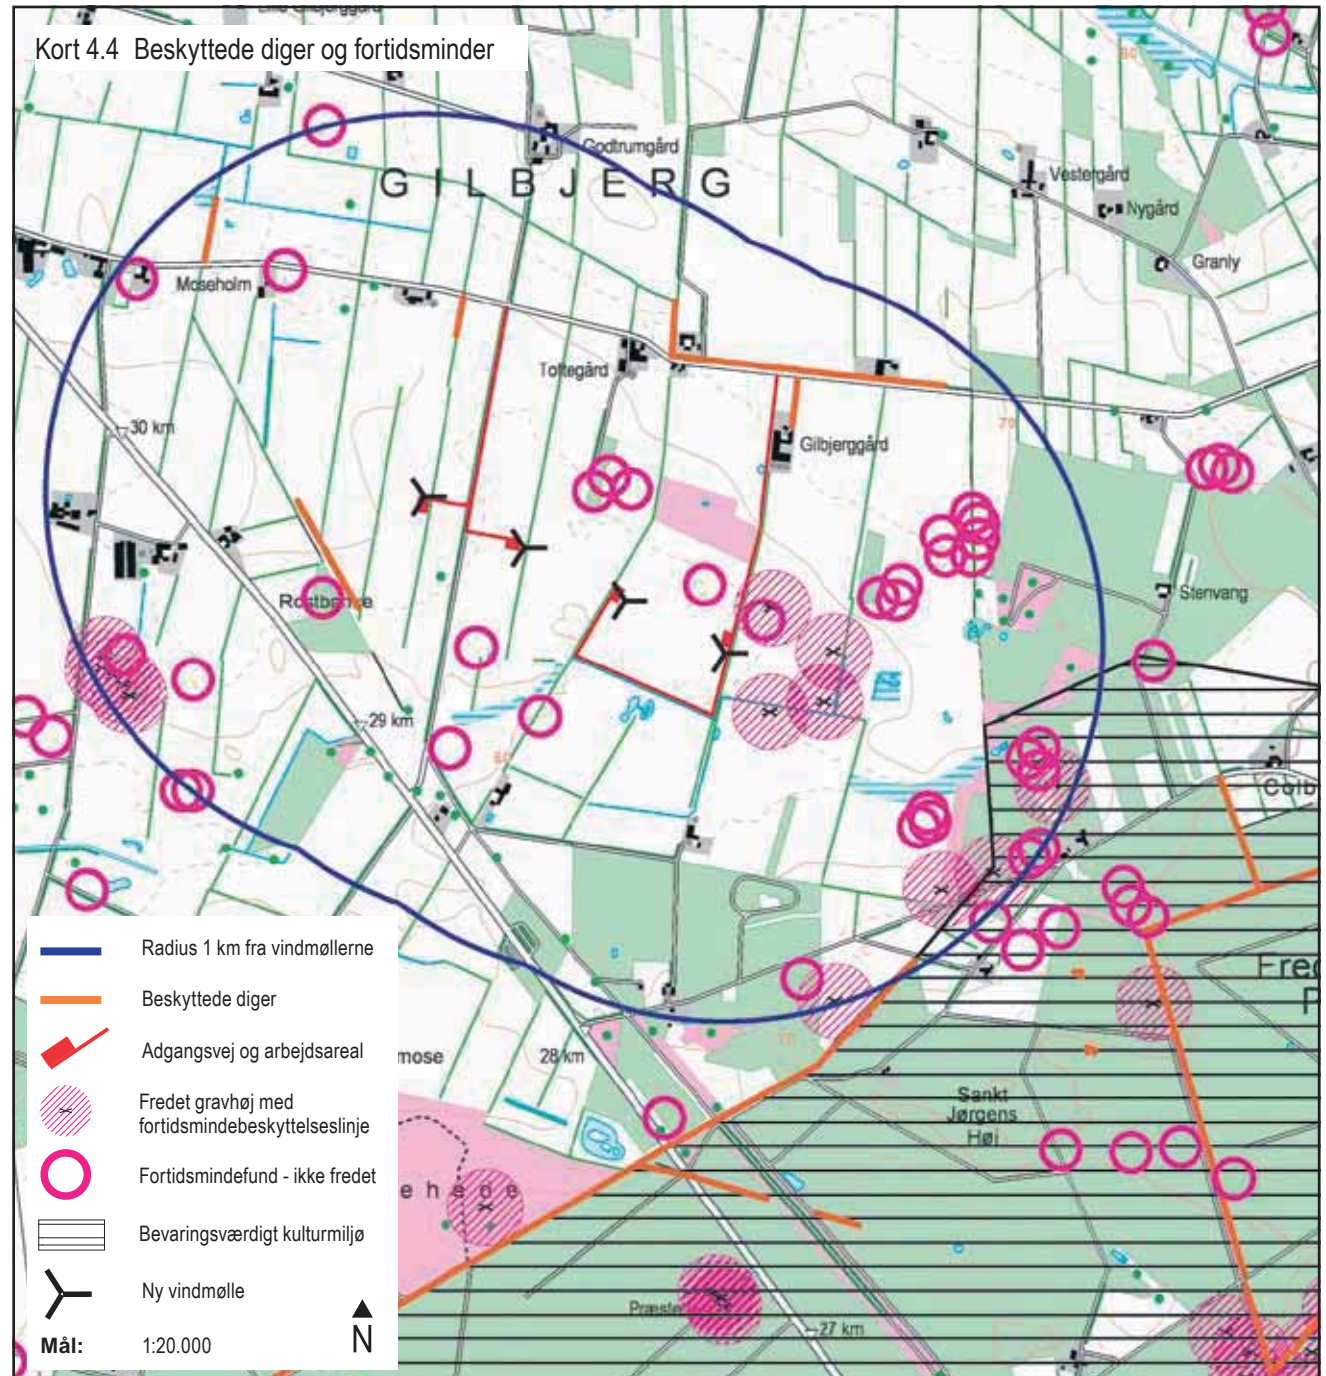 Kort 4.4 Beskyttede diger og fortidsminder
Godtrumgård
GILBJERG
Vestergård
Nygård
Granly
Moseholm
Toftegård
30 km
Gilbjerggård
70
Stenvang
29 km
60
28 km
mose
Sankt
Jørgens
Høj
27 km
Radius 1 km fra vindmøllerne
Beskyttede diger
Adgangsvej og arbejdsareal
Fredet gravhøj med
fortidsmindebeskyttelseslinje
Fortidsmindefund - ikke fredet
Bevaringsværdigt kulturmiljø
Ny vindmølle
Mål: 1:20.000
N